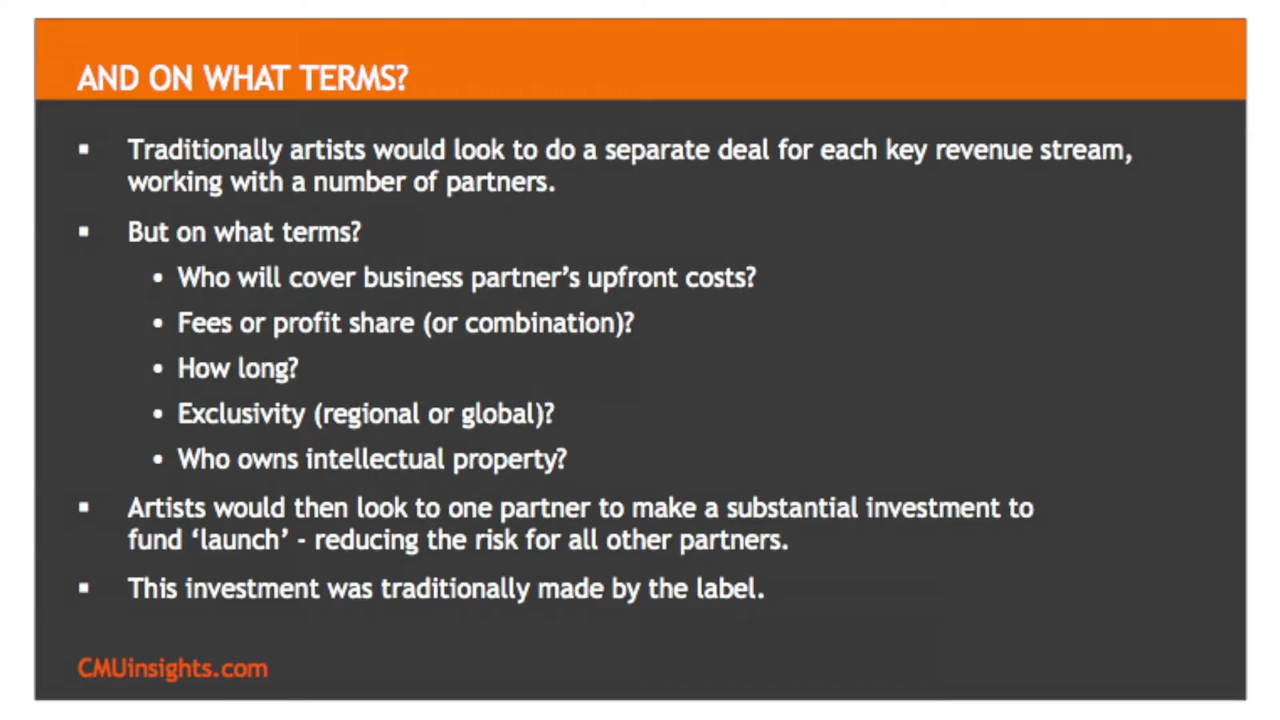 AND ON WHAT TERMS?
▪ Traditionally artists would look to do a separate deal for each key revenue stream,
working with a number of partners.
▪ But on what terms?
• Who will cover business partner’s upfront costs?
• Fees or profit share (or combination)?
• How long?
• Exclusivity (regional or global)?
• Who owns intellectual property?
▪ Artists would then look to one partner to make a substantial investment to
fund ‘launch’ - reducing the risk for all other partners.
▪ This investment was traditionally made by the label.
CMUinsights.com